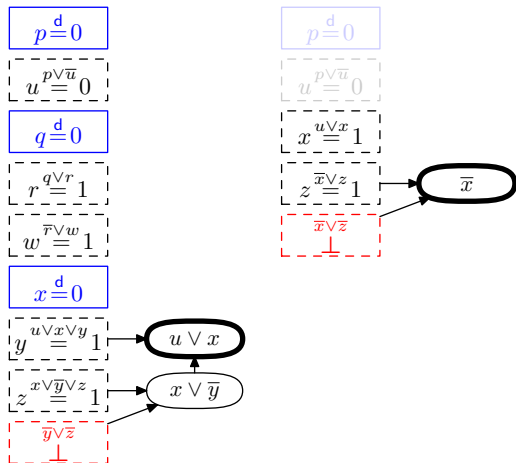 p =ᵈ 0
u =^{p∨u̅} 0
q =ᵈ 0
r =^{q∨r} 1
w =^{r̅∨w} 1
x =ᵈ 0
y =^{u∨x∨y} 1
u ∨ x
z =^{x∨y̅∨z} 1
x ∨ y̅
y̅∨z̅
⊥
p =ᵈ 0
u =^{p∨u̅} 0
x =^{u∨x} 1
z =^{x̅∨z} 1
x̅
x̅∨z̅
⊥